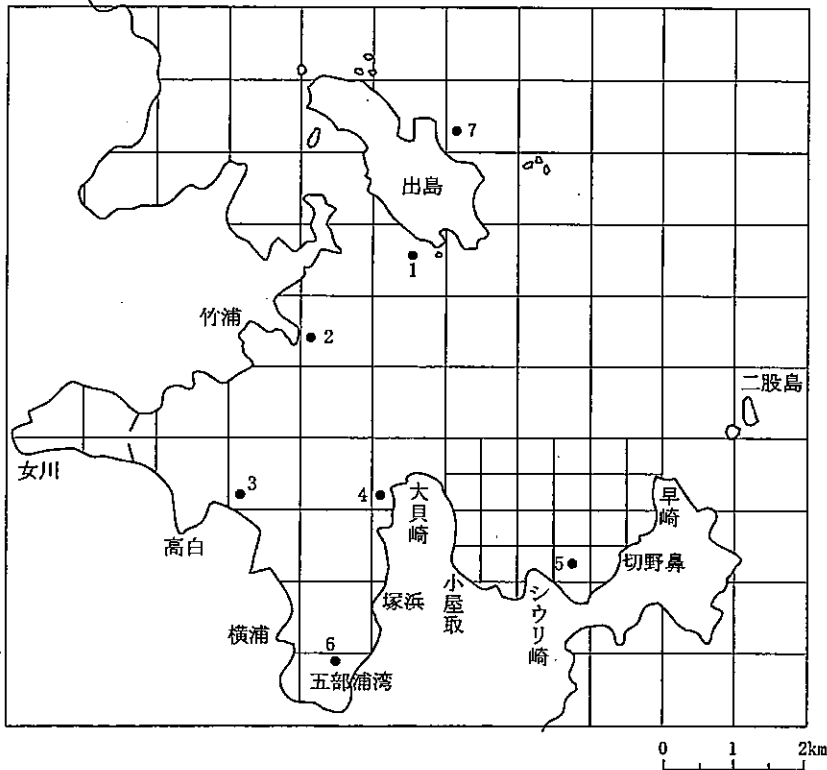 7
出島
1
竹浦
2
二股島
女川
3
4
大貝崎
早崎
高白
5
切野鼻
塚浜
小屋取
シウリ崎
横浦
6
五部浦湾
0 1 2km